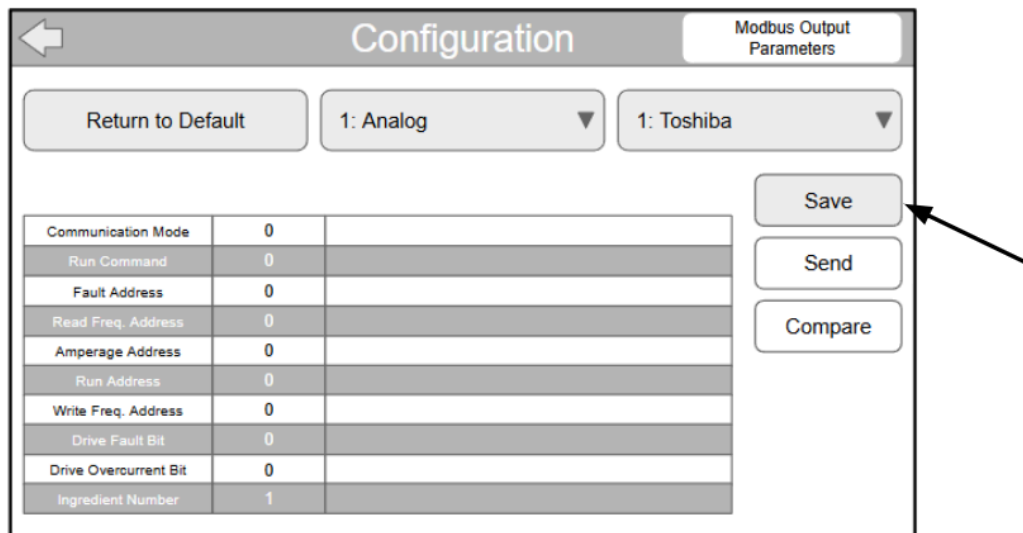 Configuration
Modbus Output
Parameters
Return to Default
1: Analog
1: Toshiba
Save
Send
Compare
Communication Mode 0
Run Command 0
Fault Address 0
Read Freq. Address 0
Amperage Address 0
Run Address 0
Write Freq. Address 0
Drive Fault Bit 0
Drive Overcurrent Bit 0
Ingredient Number 1